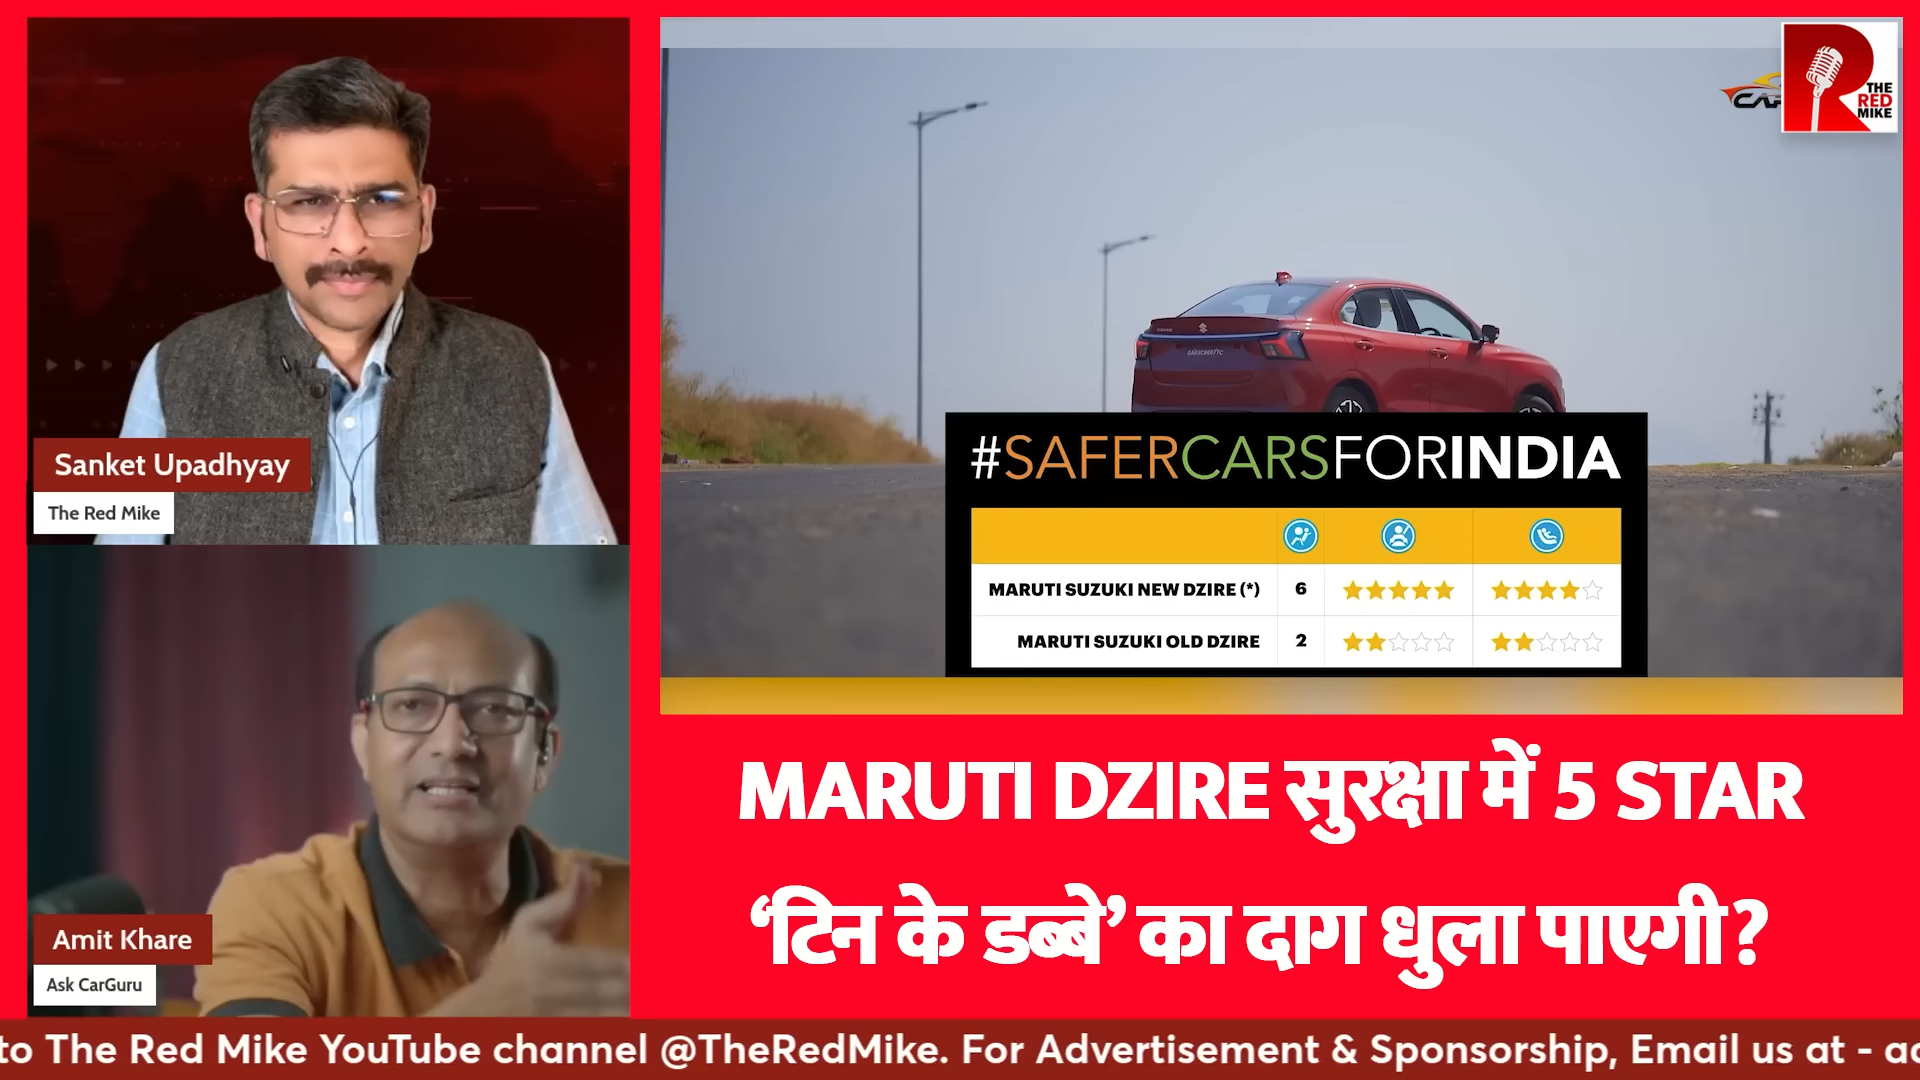 Sanket Upadhyay
The Red Mike
Amit Khare
Ask CarGuru
THE
RED
MIKE
#SAFERCARSFORINDIA
MARUTI SUZUKI NEW DZIRE (*) 6
MARUTI SUZUKI OLD DZIRE 2
MARUTI DZIRE सुरक्षा में 5 STAR
‘टिन के डब्बे’ का दाग धुला पाएगी?
to The Red Mike YouTube channel @TheRedMike. For Advertisement & Sponsorship, Email us at -